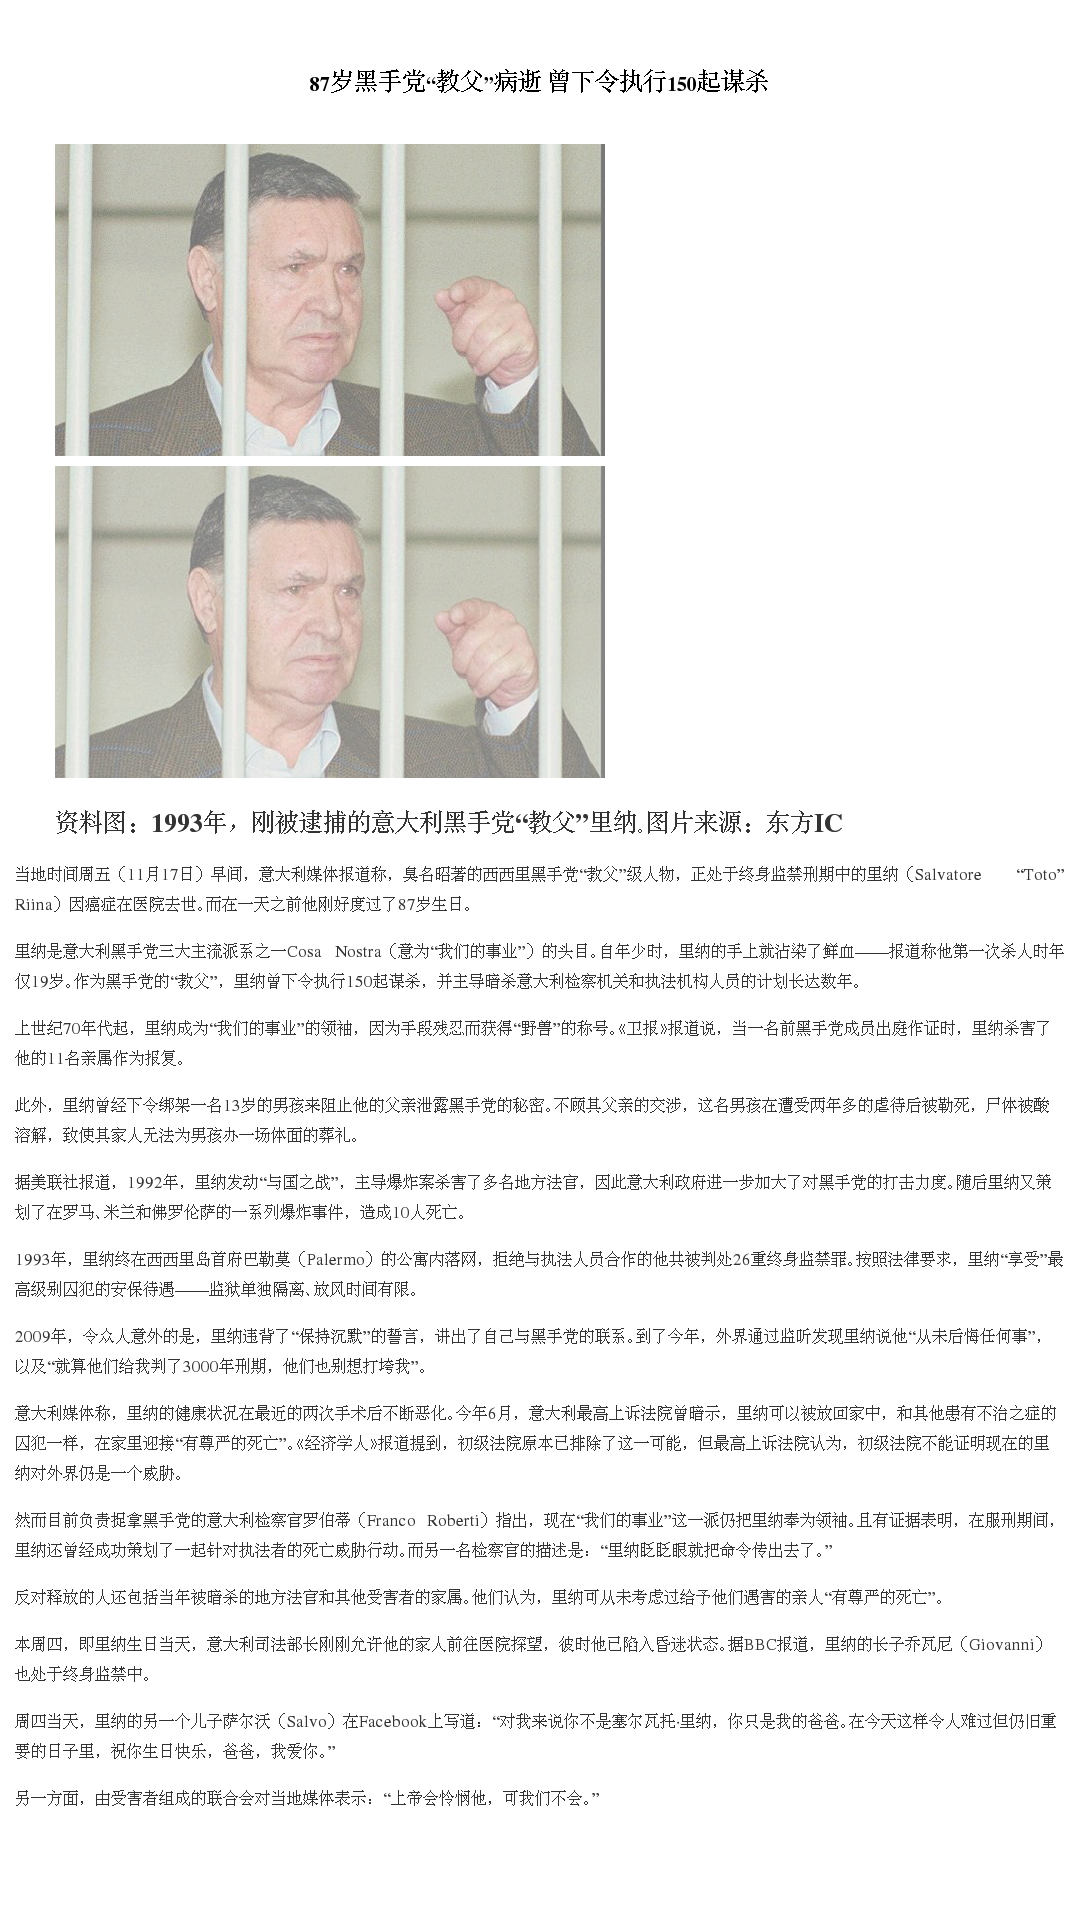 87岁黑手党“教父”病逝 曾下令执行150起谋杀
资料图：1993年，刚被逮捕的意大利黑手党“教父”里纳。图片来源：东方IC
当地时间周五（11月17日）早间，意大利媒体报道称，臭名昭著的西西里黑手党“教父”级人物，正处于终身监禁刑期中的里纳（Salvatore “Toto”
Riina）因癌症在医院去世。而在一天之前他刚好度过了87岁生日。
里纳是意大利黑手党三大主流派系之一Cosa Nostra（意为“我们的事业”）的头目。自年少时，里纳的手上就沾染了鲜血——报道称他第一次杀人时年
仅19岁。作为黑手党的“教父”，里纳曾下令执行150起谋杀，并主导暗杀意大利检察机关和执法机构人员的计划长达数年。
上世纪70年代起，里纳成为“我们的事业”的领袖，因为手段残忍而获得“野兽”的称号。《卫报》报道说，当一名前黑手党成员出庭作证时，里纳杀害了
他的11名亲属作为报复。
此外，里纳曾经下令绑架一名13岁的男孩来阻止他的父亲泄露黑手党的秘密。不顾其父亲的交涉，这名男孩在遭受两年多的虐待后被勒死，尸体被酸
溶解，致使其家人无法为男孩办一场体面的葬礼。
据美联社报道，1992年，里纳发动“与国之战”，主导爆炸案杀害了多名地方法官，因此意大利政府进一步加大了对黑手党的打击力度。随后里纳又策
划了在罗马、米兰和佛罗伦萨的一系列爆炸事件，造成10人死亡。
1993年，里纳终在西西里岛首府巴勒莫（Palermo）的公寓内落网，拒绝与执法人员合作的他共被判处26重终身监禁罪。按照法律要求，里纳“享受”最
高级别囚犯的安保待遇——监狱单独隔离、放风时间有限。
2009年，令众人意外的是，里纳违背了“保持沉默”的誓言，讲出了自己与黑手党的联系。到了今年，外界通过监听发现里纳说他“从未后悔任何事”，
以及“就算他们给我判了3000年刑期，他们也别想打垮我”。
意大利媒体称，里纳的健康状况在最近的两次手术后不断恶化。今年6月，意大利最高上诉法院曾暗示，里纳可以被放回家中，和其他患有不治之症的
囚犯一样，在家里迎接“有尊严的死亡”。《经济学人》报道提到，初级法院原本已排除了这一可能，但最高上诉法院认为，初级法院不能证明现在的里
纳对外界仍是一个威胁。
然而目前负责挺拿黑手党的意大利检察官罗伯蒂（Franco Roberti）指出，现在“我们的事业”这一派仍把里纳奉为领袖。且有证据表明，在服刑期间，
里纳还曾经成功策划了一起针对执法者的死亡威胁行动。而另一名检察官的描述是：“里纳眨眨眼就把命令传出去了。”
反对释放的人还包括当年被暗杀的地方法官和其他受害者的家属。他们认为，里纳可从未考虑过给予他们遇害的亲人“有尊严的死亡”。
本周四，即里纳生日当天，意大利司法部长刚刚允许他的家人前往医院探望，彼时他已陷入昏迷状态。据BBC报道，里纳的长子乔瓦尼（Giovanni）
也处于终身监禁中。
周四当天，里纳的另一个儿子萨尔沃（Salvo）在Facebook上写道：“对我来说你不是塞尔瓦托·里纳，你只是我的爸爸。在今天这样令人难过但仍旧重
要的日子里，祝你生日快乐，爸爸，我爱你。”
另一方面，由受害者组成的联合会对当地媒体表示：“上帝会怜悯他，可我们不会。”